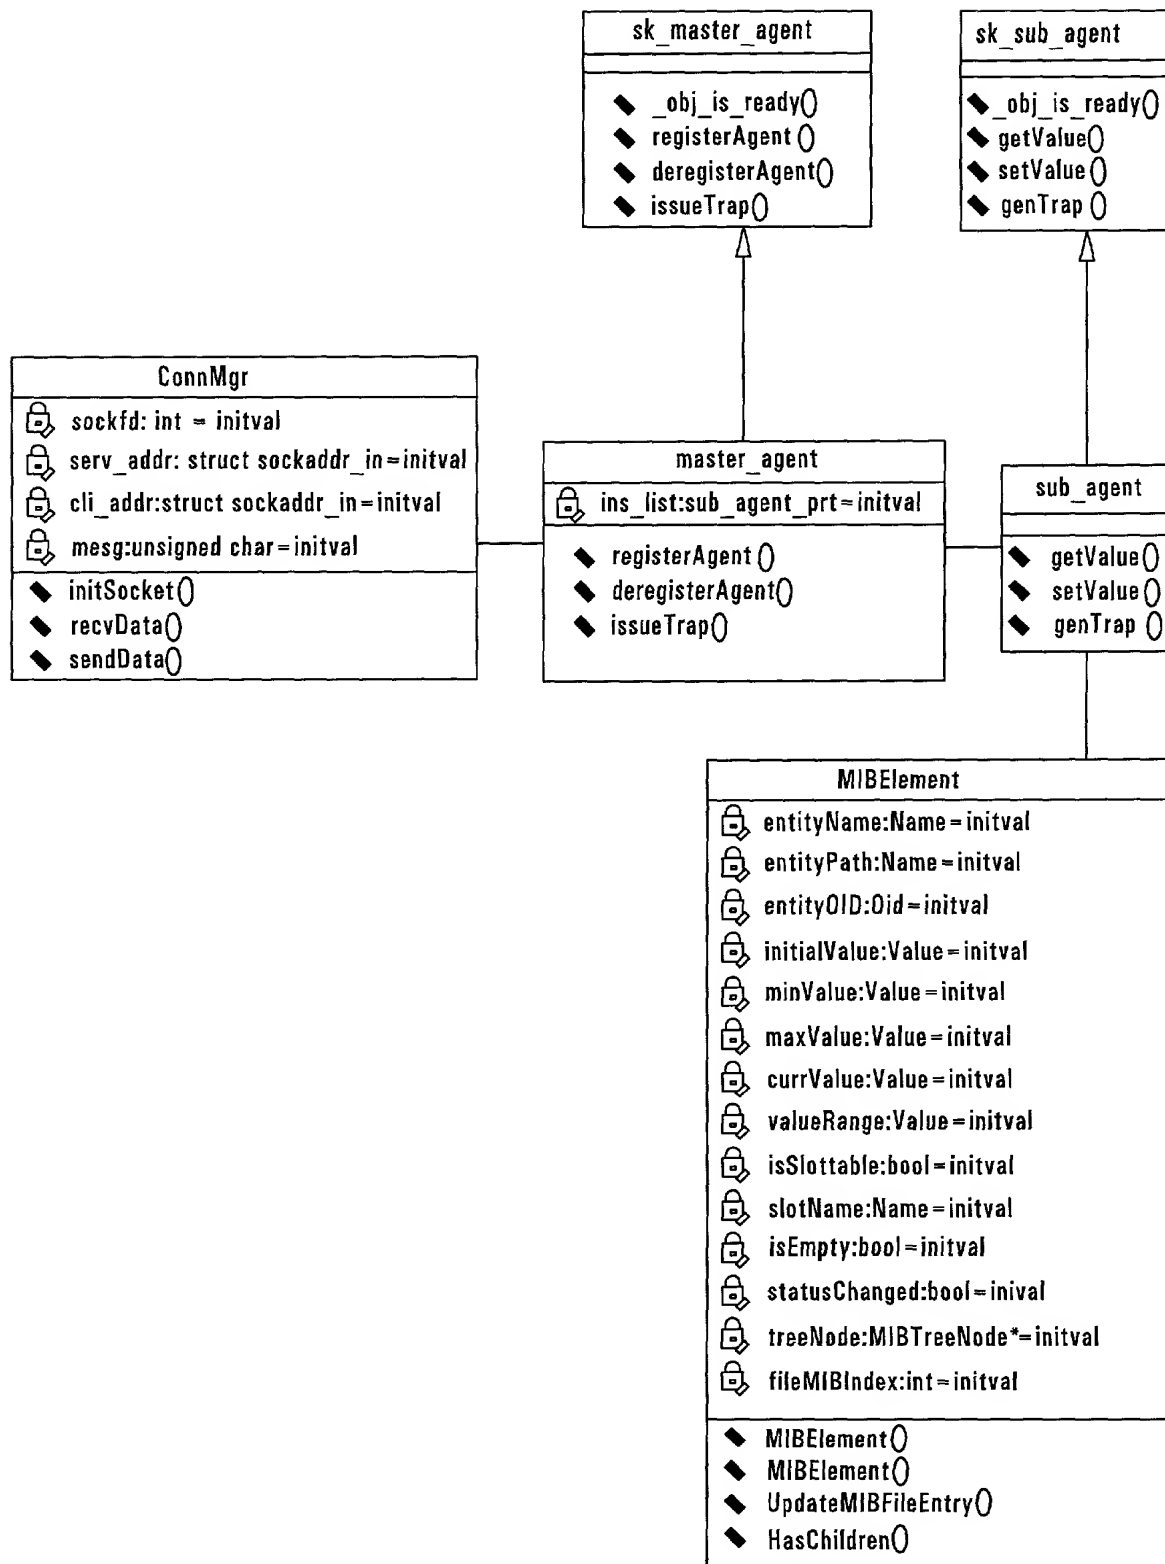 sk_master_agent
_obj_is_ready()
registerAgent ()
deregisterAgent()
issueTrap()
sk_sub_agent
_obj_is_ready()
getValue()
setValue()
genTrap ()
ConnMgr
sockfd: int = initval
serv_addr: struct sockaddr_in=initval
cli_addr:struct sockaddr_in=initval
mesg:unsigned char=initval
initSocket()
recvData()
sendData()
master_agent
ins_list:sub_agent_prt=initval
registerAgent ()
deregisterAgent()
issueTrap()
sub_agent
getValue()
setValue()
genTrap ()
MIBElement
entityName:Name=initval
entityPath:Name=initval
entityOID:Oid=initval
initialValue:Value=initval
minValue:Value=initval
maxValue:Value=initval
currValue:Value=initval
valueRange:Value=initval
isSlottable:bool=initval
slotName:Name=initval
isEmpty:bool=initval
statusChanged:bool=inival
treeNode:MIBTreeNode*=initval
fileMIBIndex:int=initval
MIBElement()
MIBElement()
UpdateMIBFileEntry()
HasChildren()